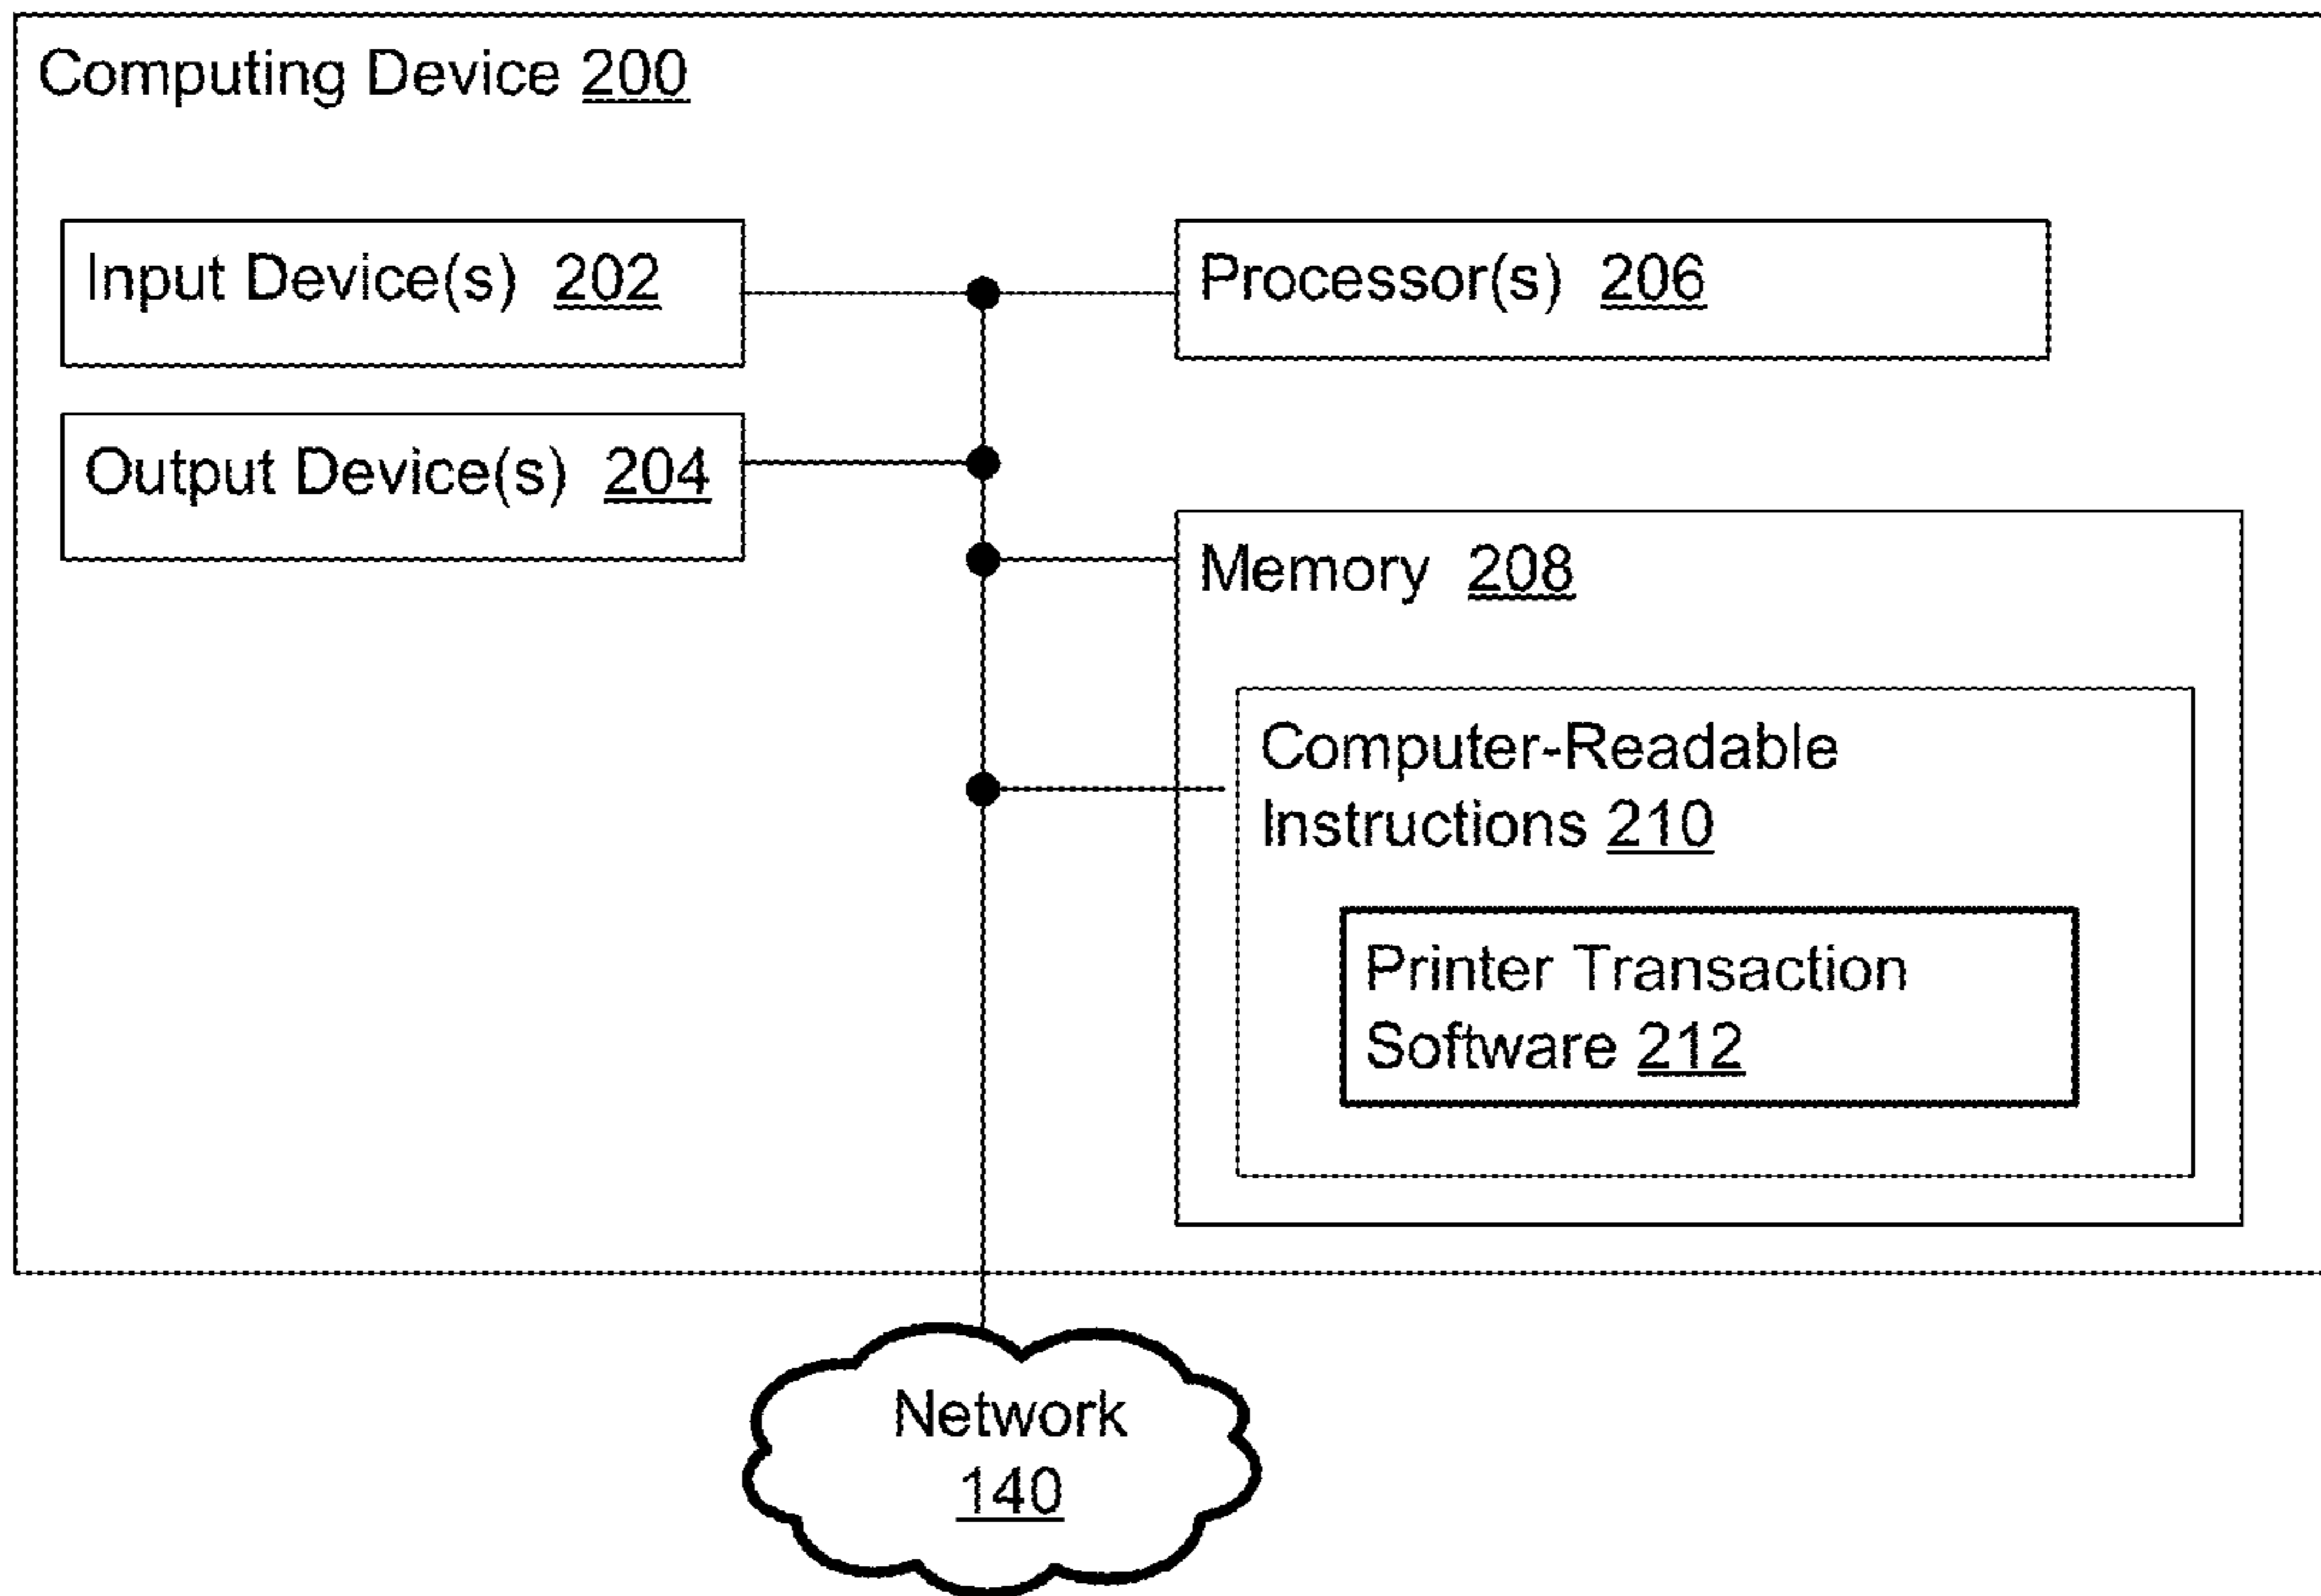 Computing Device 200
Input Device(s) 202
Processor(s) 206
Output Device(s) 204
Memory 208
Computer-Readable
Instructions 210
Printer Transaction
Software 212
Network
140